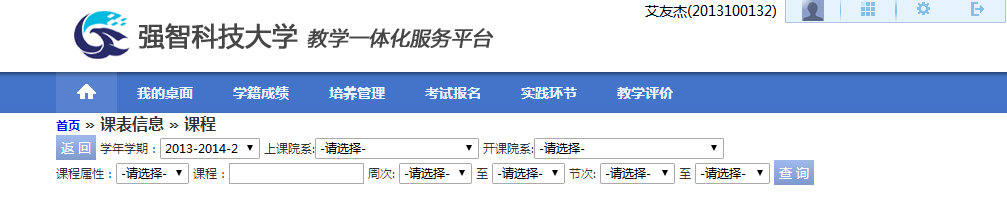 艾友杰(2013100132)
强智科技大学 教学一体化服务平台
我的桌面 学籍成绩 培养管理 考试报名 实践环节 教学评价
首页 » 课表信息 » 课程
返 回 学年学期： 2013-2014-2 上课院系: -请选择- 开课院系: -请选择-
课程属性： -请选择- 课程： 周次: -请选择- 至 -请选择- 节次: -请选择- 至 -请选择- 查 询